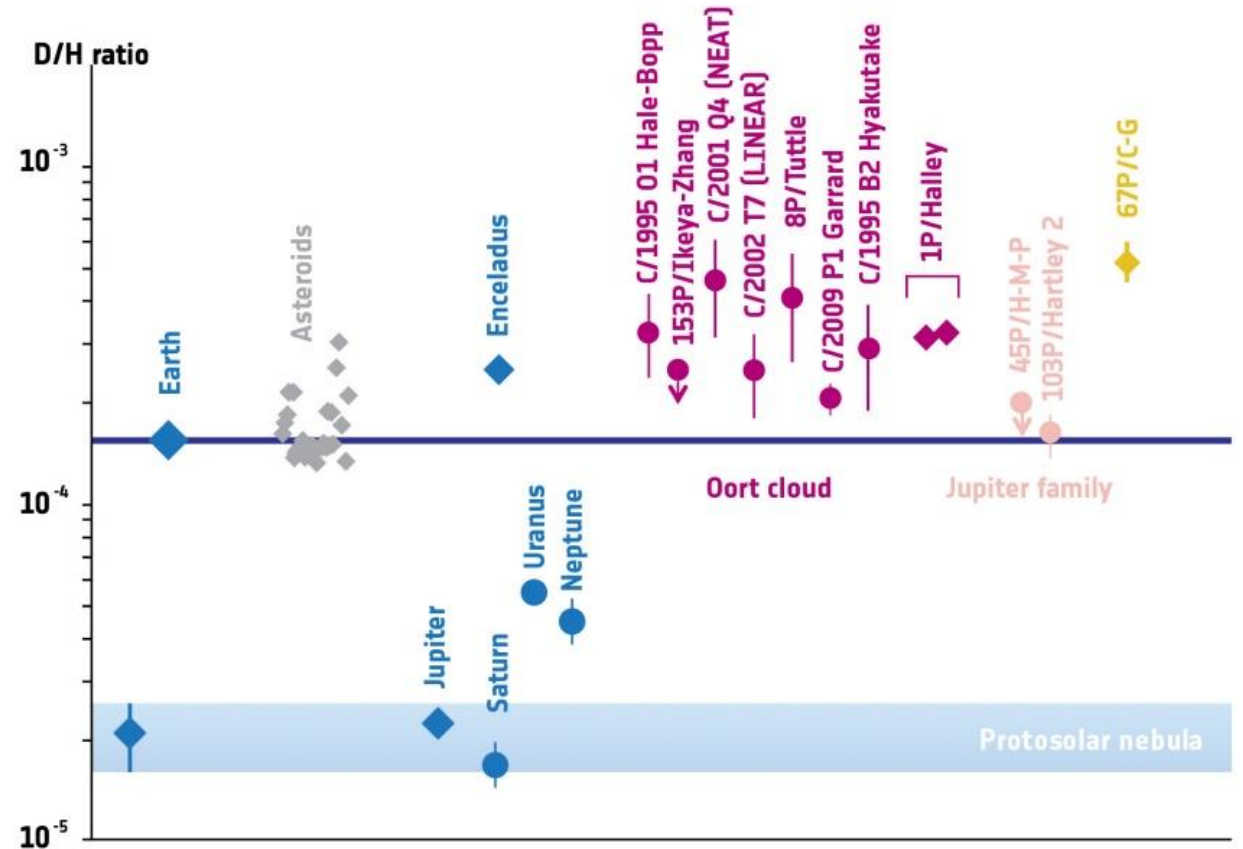 D/H ratio
10-3
10-4
10-5
Earth
Asteroids
Enceladus
Jupiter
Saturn
Uranus
Neptune
C/1995 O1 Hale-Bopp
153P/Ikeya-Zhang
C/2001 Q4 (NEAT)
C/2002 T7 (LINEAR)
8P/Tuttle
C/2009 P1 Garrard
C/1995 B2 Hyakutake
1P/Halley
45P/H-M-P
103P/Hartley 2
67P/C-G
Oort cloud
Jupiter family
Protosolar nebula